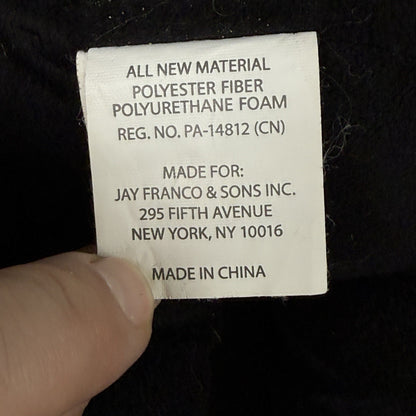 ALL NEW MATERIAL
POLYESTER FIBER
POLYURETHANE FOAM
REG. NO. PA-14812 (CN)
MADE FOR:
JAY FRANCO & SONS INC.
295 FIFTH AVENUE
NEW YORK, NY 10016
MADE IN CHINA